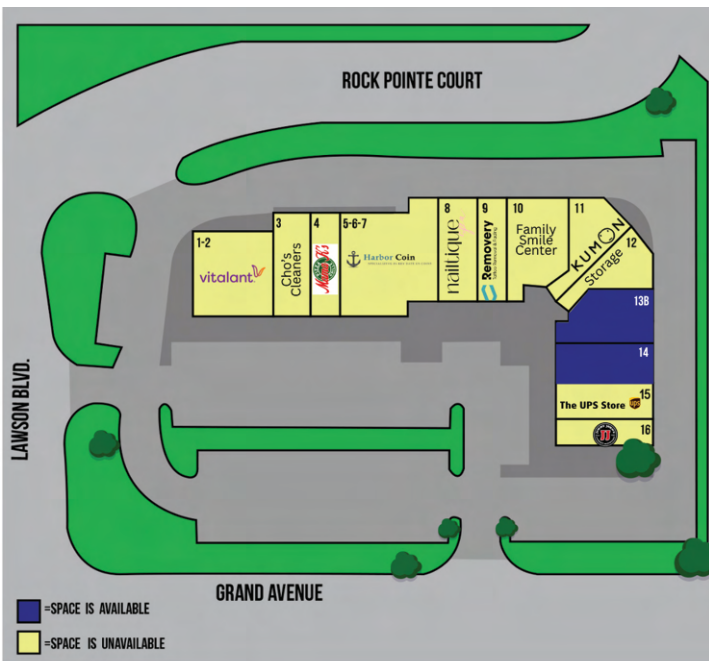 ROCK POINTE COURT
LAWSON BLVD.
1-2
vitalant
3
Cho's
Cleaners
4
5-6-7
Harbor Coin
8
nailtique
9
Removery
10
Family
Smile
Center
11
KUMON
12
Storage
13B
14
15
The UPS Store
ups
16
GRAND AVENUE
=SPACE IS AVAILABLE
=SPACE IS UNAVAILABLE